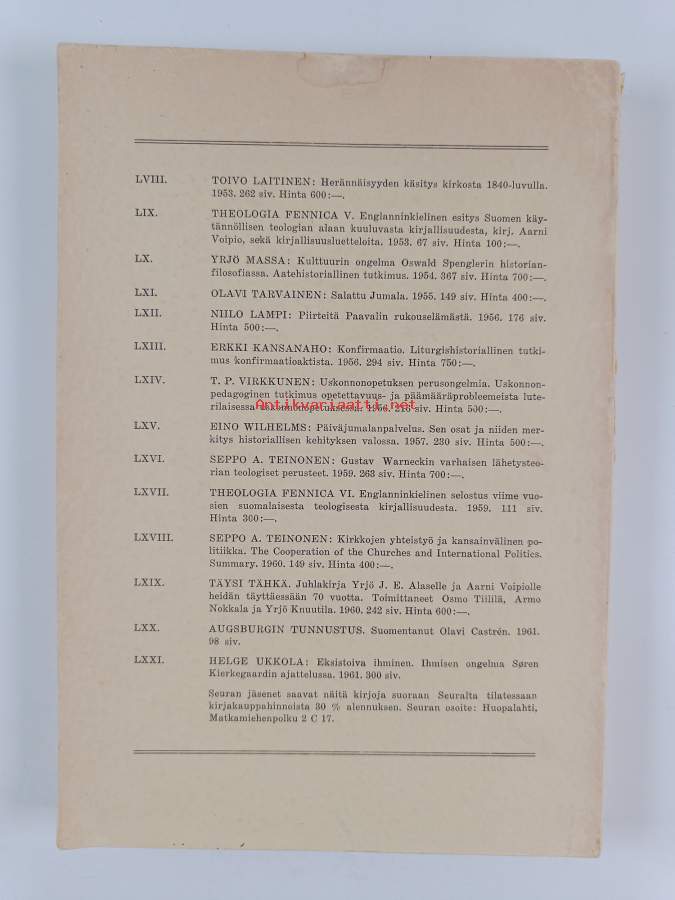 LVIII. TOIVO LAITINEN: Herännäisyyden käsitys kirkosta 1840-luvulla.
1953. 262 siv. Hinta 600:—.
LIX. THEOLOGIA FENNICA V. Englanninkielinen esitys Suomen käy-
tännöllisen teologian alaan kuuluvasta kirjallisuudesta, kirj. Aarni
Voipio, sekä kirjallisuusluetteloita. 1953. 67 siv. Hinta 100:—.
LX. YRJÖ MASSA: Kulttuurin ongelma Oswald Spenglerin historian-
filosofiassa. Aatehistoriallinen tutkimus. 1954. 367 siv. Hinta 700:—.
LXI. OLAVI TARVAINEN: Salattu Jumala. 1955. 149 siv. Hinta 400:—.
LXII. NIILO LAMPI: Piirteitä Paavalin rukouselämästä. 1956. 176 siv.
Hinta 500:—.
LXIII. ERKKI KANSANAHO: Konfirmaatio. Liturgishistoriallinen tutki-
mus konfirmaatioaktista. 1956. 294 siv. Hinta 750:—.
LXIV. T. P. VIRKKUNEN: Uskonnonopetuksen perusongelmia. Uskonnon-
pedagoginen tutkimus opetettavuus- ja päämääräprobleemeista lute-
rilaisessa uskonnonopetuksessa. 1956. 216 siv. Hinta 500:—.
Antikvariaatti.net
LXV. EINO WILHELMS: Päiväjumalanpalvelus. Sen osat ja niiden mer-
kitys historiallisen kehityksen valossa. 1957. 230 siv. Hinta 500:—.
LXVI. SEPPO A. TEINONEN: Gustav Warneckin varhaisen lähetysteo-
rian teologiset perusteet. 1959. 263 siv. Hinta 700:—.
LXVII. THEOLOGIA FENNICA VI. Englanninkielinen selostus viime vuo-
sien suomalaisesta teologisesta kirjallisuudesta. 1959. 111 siv.
Hinta 300:—.
LXVIII. SEPPO A. TEINONEN: Kirkkojen yhteistyö ja kansainvälinen po-
litiikka. The Cooperation of the Churches and International Politics.
Summary. 1960. 149 siv. Hinta 400:—.
LXIX. TÄYSI TÄHKÄ. Juhlakirja Yrjö J. E. Alaselle ja Aarni Voipiolle
heidän täyttäessään 70 vuotta. Toimittaneet Osmo Tiililä, Armo
Nokkala ja Yrjö Knuutila. 1960. 242 siv. Hinta 600:—.
LXX. AUGSBURGIN TUNNUSTUS. Suomentanut Olavi Castrén. 1961.
98 siv.
LXXI. HELGE UKKOLA: Eksistoiva ihminen. Ihmisen ongelma Søren
Kierkegaardin ajattelussa. 1961. 300 siv.
Seuran jäsenet saavat näitä kirjoja suoraan Seuralta tilatessaan
kirjakauppahinnoista 30 % alennuksen. Seuran osoite: Huopalahti,
Matkamiehenpolku 2 C 17.